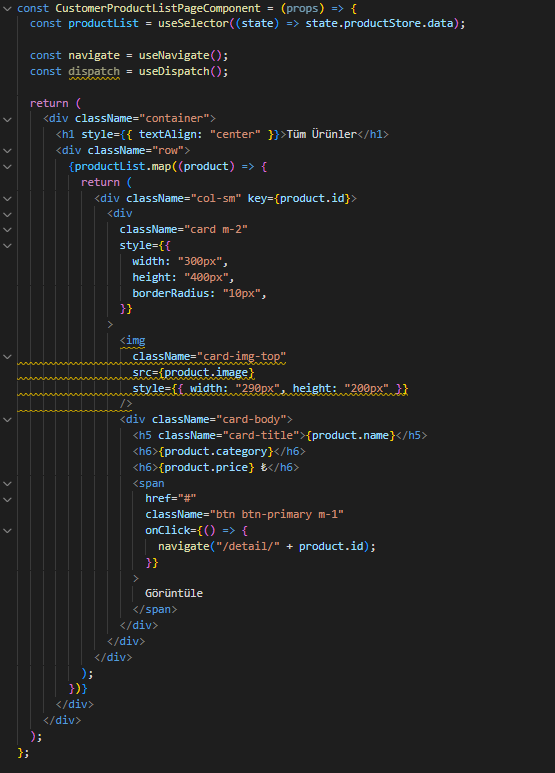 const CustomerProductListPageComponent = (props) => {
  const productList = useSelector((state) => state.productStore.data);

  const navigate = useNavigate();
  const dispatch = useDispatch();

  return (
    <div className="container">
      <h1 style={{ textAlign: "center" }}>Tüm Ürünler</h1>
      <div className="row">
        {productList.map((product) => {
          return (
            <div className="col-sm" key={product.id}>
              <div
                className="card m-2"
                style={{
                  width: "300px",
                  height: "400px",
                  borderRadius: "10px",
                }}
              >
                <img
                  className="card-img-top"
                  src={product.image}
                  style={{ width: "290px", height: "200px" }}
                />
                <div className="card-body">
                  <h5 className="card-title">{product.name}</h5>
                  <h6>{product.category}</h6>
                  <h6>{product.price} ₺</h6>
                  <span
                    href="#"
                    className="btn btn-primary m-1"
                    onClick={() => {
                      navigate("/detail/" + product.id);
                    }}
                  >
                    Görüntüle
                  </span>
                </div>
              </div>
            </div>
          );
        })}
      </div>
    </div>
  );
};